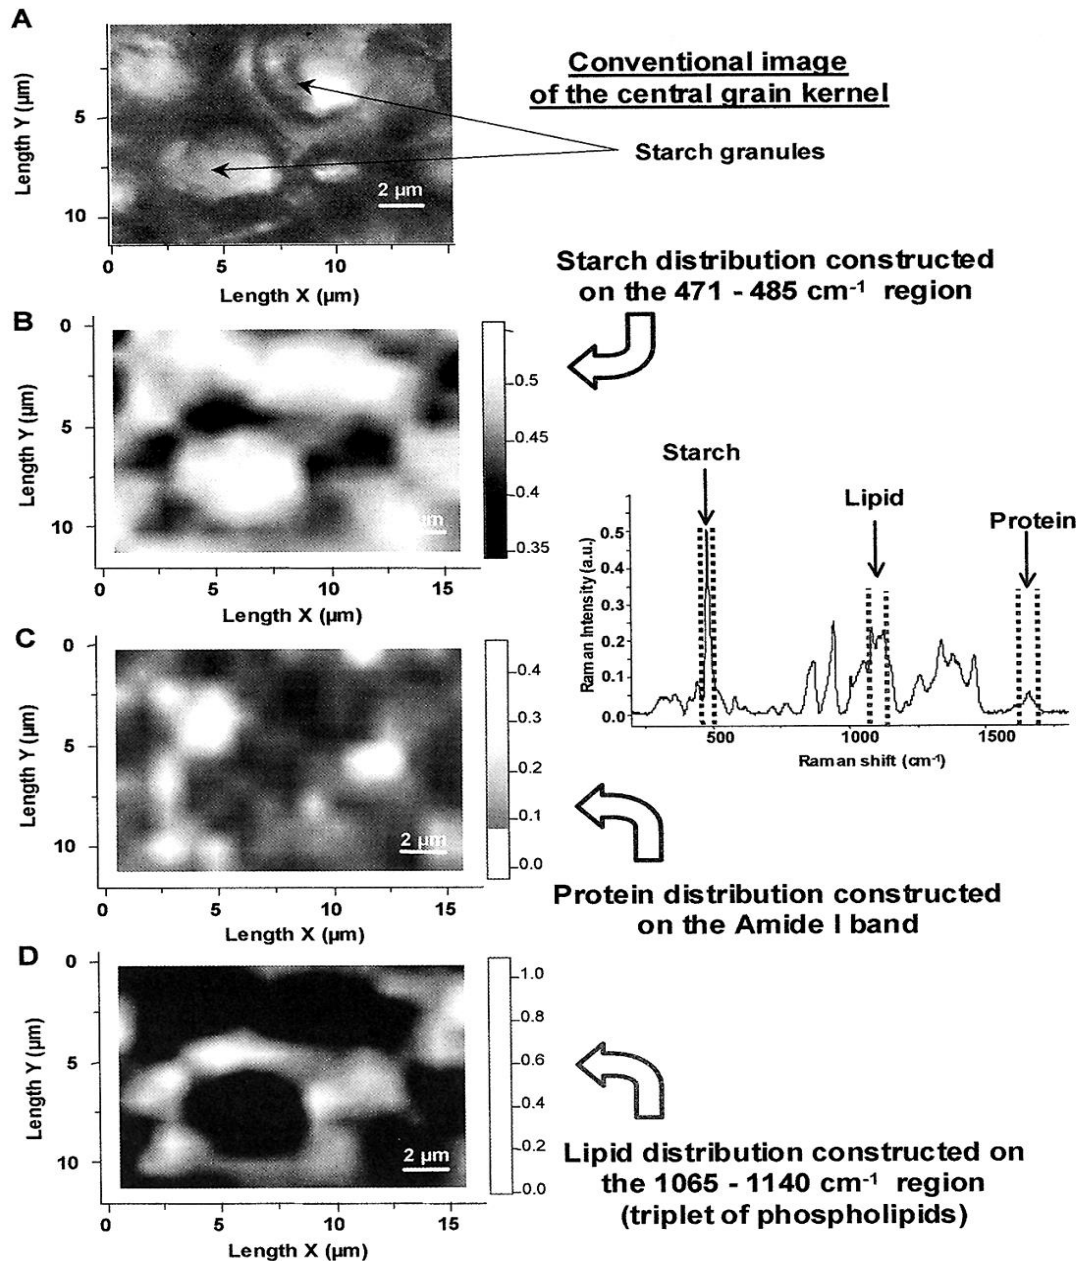 A
Conventional image
of the central grain kernel
Starch granules
Length Y (µm)
5
10
2 µm
0
5
10
Length X (µm)
Starch distribution constructed
on the 471 - 485 cm⁻¹ region
B
0
5
10
Length Y (µm)
0
5
10
15
Length X (µm)
0.5
0.45
0.4
0.35
Starch
Lipid
Protein
Raman Intensity (a.u.)
0.5
0.4
0.3
0.2
0.1
0.0
500
1000
1500
Raman shift (cm⁻¹)
C
0
5
10
Length Y (µm)
2 µm
0
5
10
15
Length X (µm)
0.4
0.3
0.2
0.1
0.0
Protein distribution constructed
on the Amide I band
D
0
5
10
Length Y (µm)
2 µm
0
5
10
15
Length X (µm)
1.0
0.8
0.6
0.4
0.2
0.0
Lipid distribution constructed on
the 1065 - 1140 cm⁻¹ region
(triplet of phospholipids)